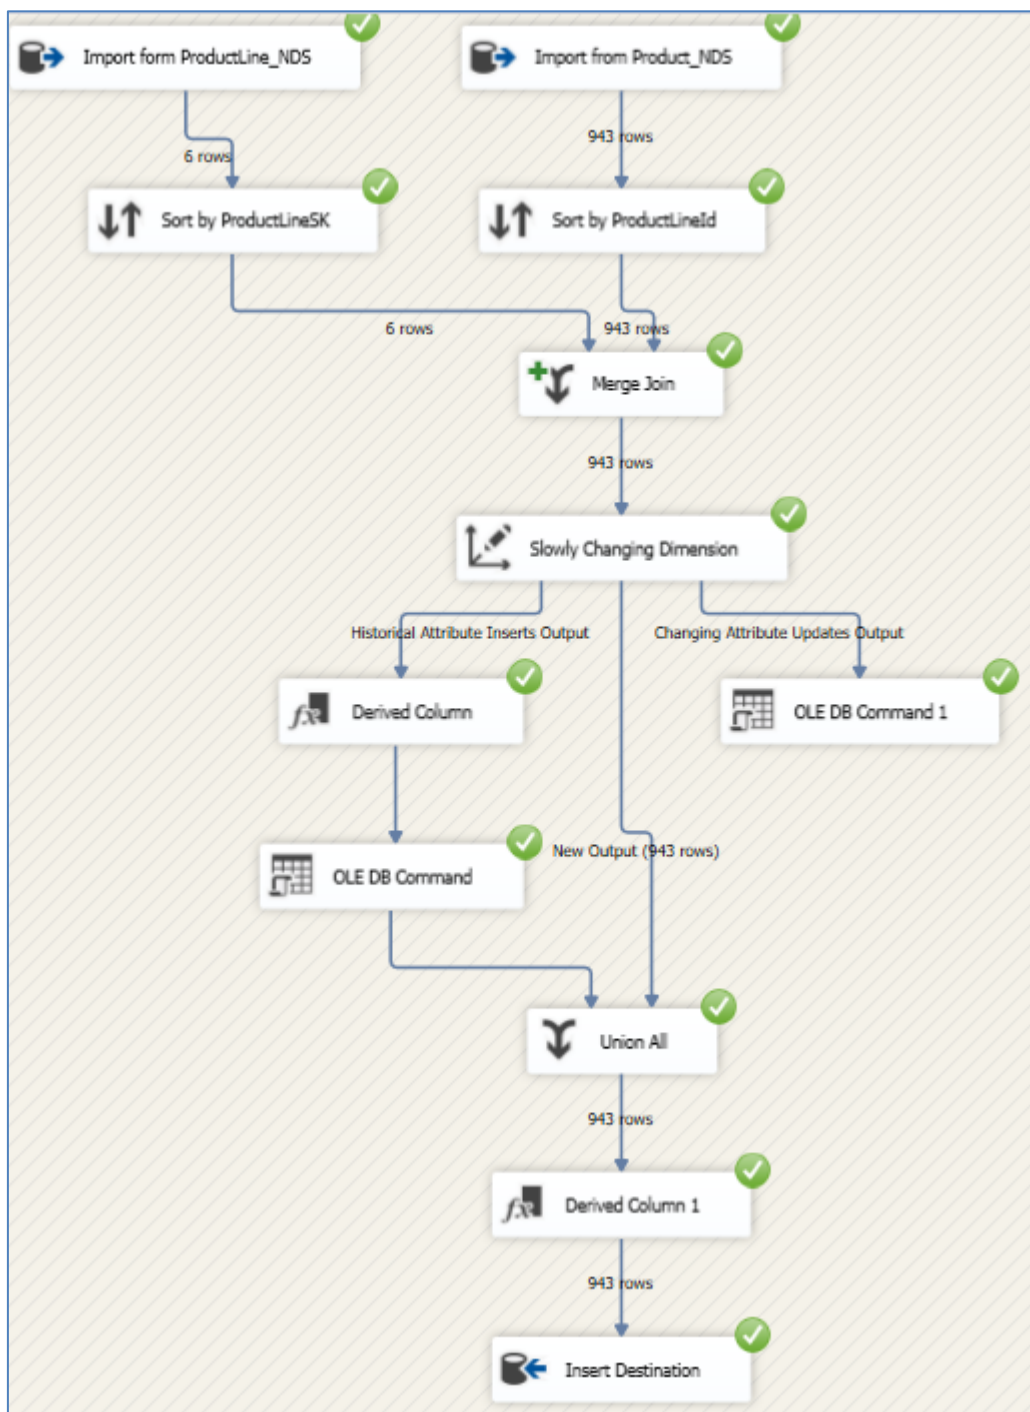 Import form ProductLine_NDS
Import from Product_NDS
6 rows
943 rows
Sort by ProductLineSK
Sort by ProductLineId
6 rows
943 rows
Merge Join
943 rows
Slowly Changing Dimension
Historical Attribute Inserts Output
Changing Attribute Updates Output
Derived Column
OLE DB Command 1
New Output (943 rows)
OLE DB Command
Union All
943 rows
Derived Column 1
943 rows
Insert Destination